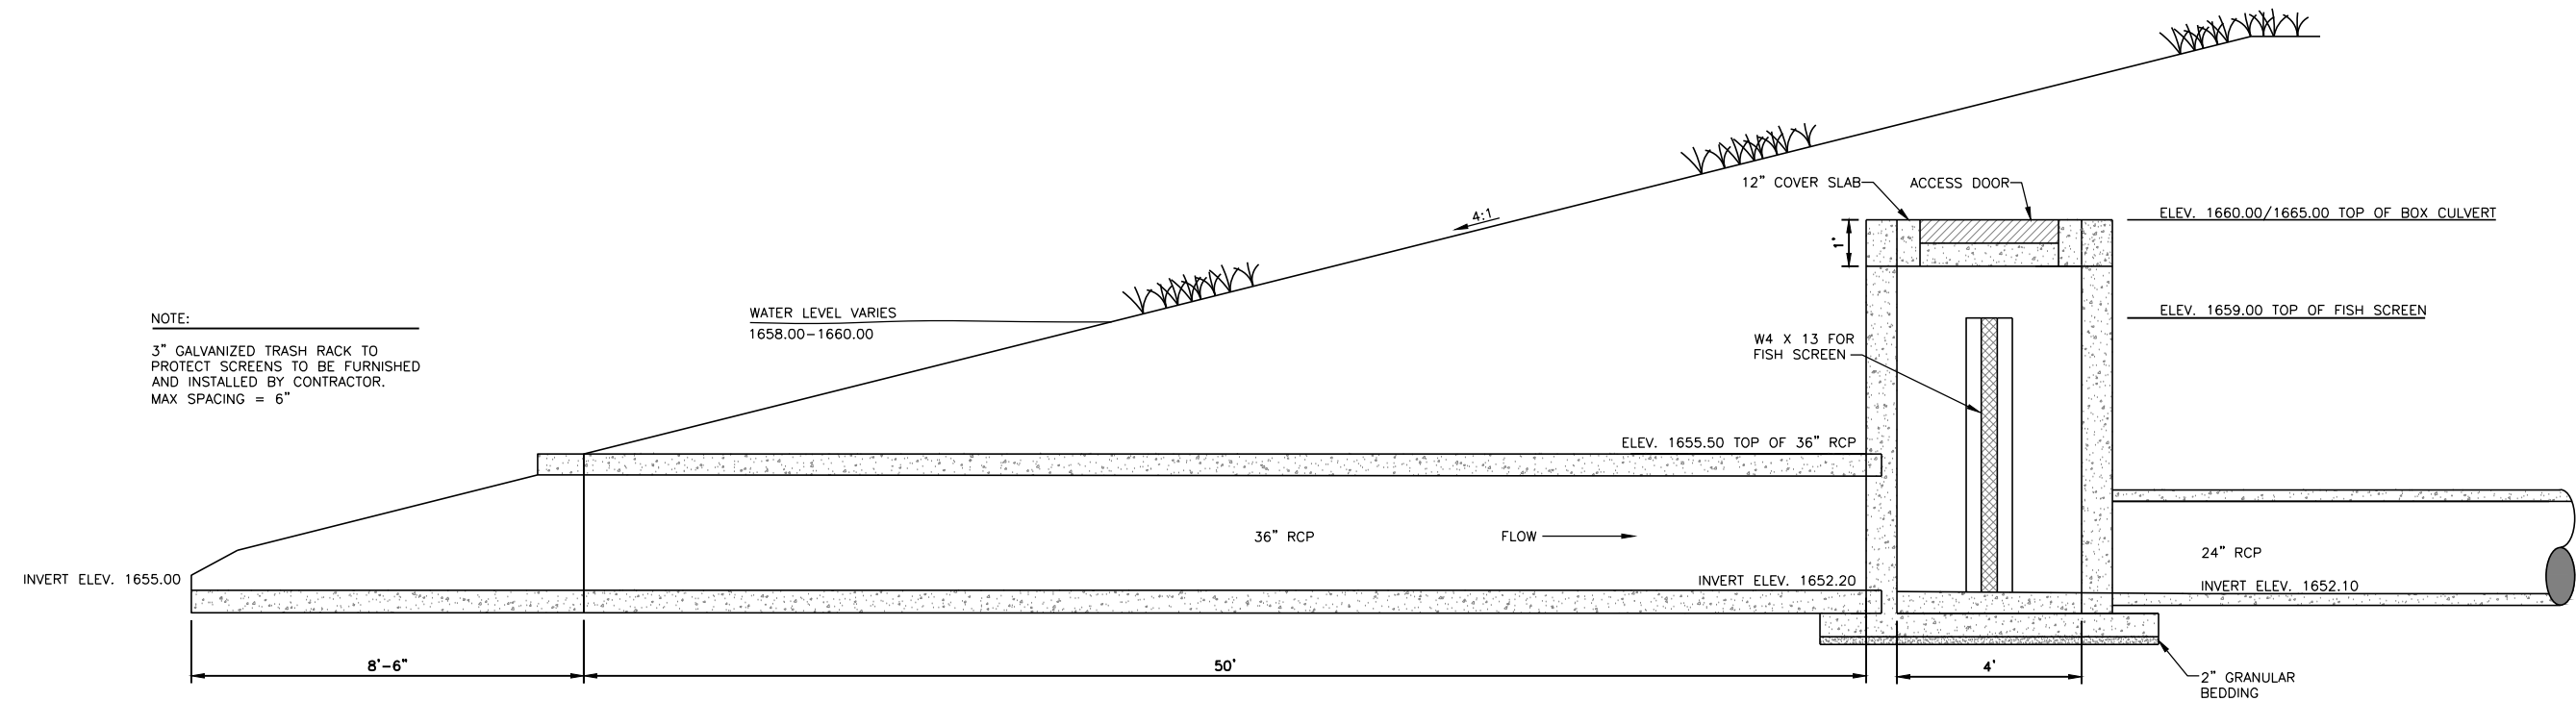 12” COVER SLAB
ACCESS DOOR
4:1
ELEV. 1660.00/1665.00 TOP OF BOX CULVERT
1'
NOTE:
3” GALVANIZED TRASH RACK TO
PROTECT SCREENS TO BE FURNISHED
AND INSTALLED BY CONTRACTOR.
MAX SPACING = 6”
WATER LEVEL VARIES
1658.00-1660.00
ELEV. 1659.00 TOP OF FISH SCREEN
W4 X 13 FOR
FISH SCREEN
ELEV. 1655.50 TOP OF 36” RCP
36” RCP
FLOW
24” RCP
INVERT ELEV. 1655.00
INVERT ELEV. 1652.20
INVERT ELEV. 1652.10
8'-6”
50'
4'
2” GRANULAR
BEDDING